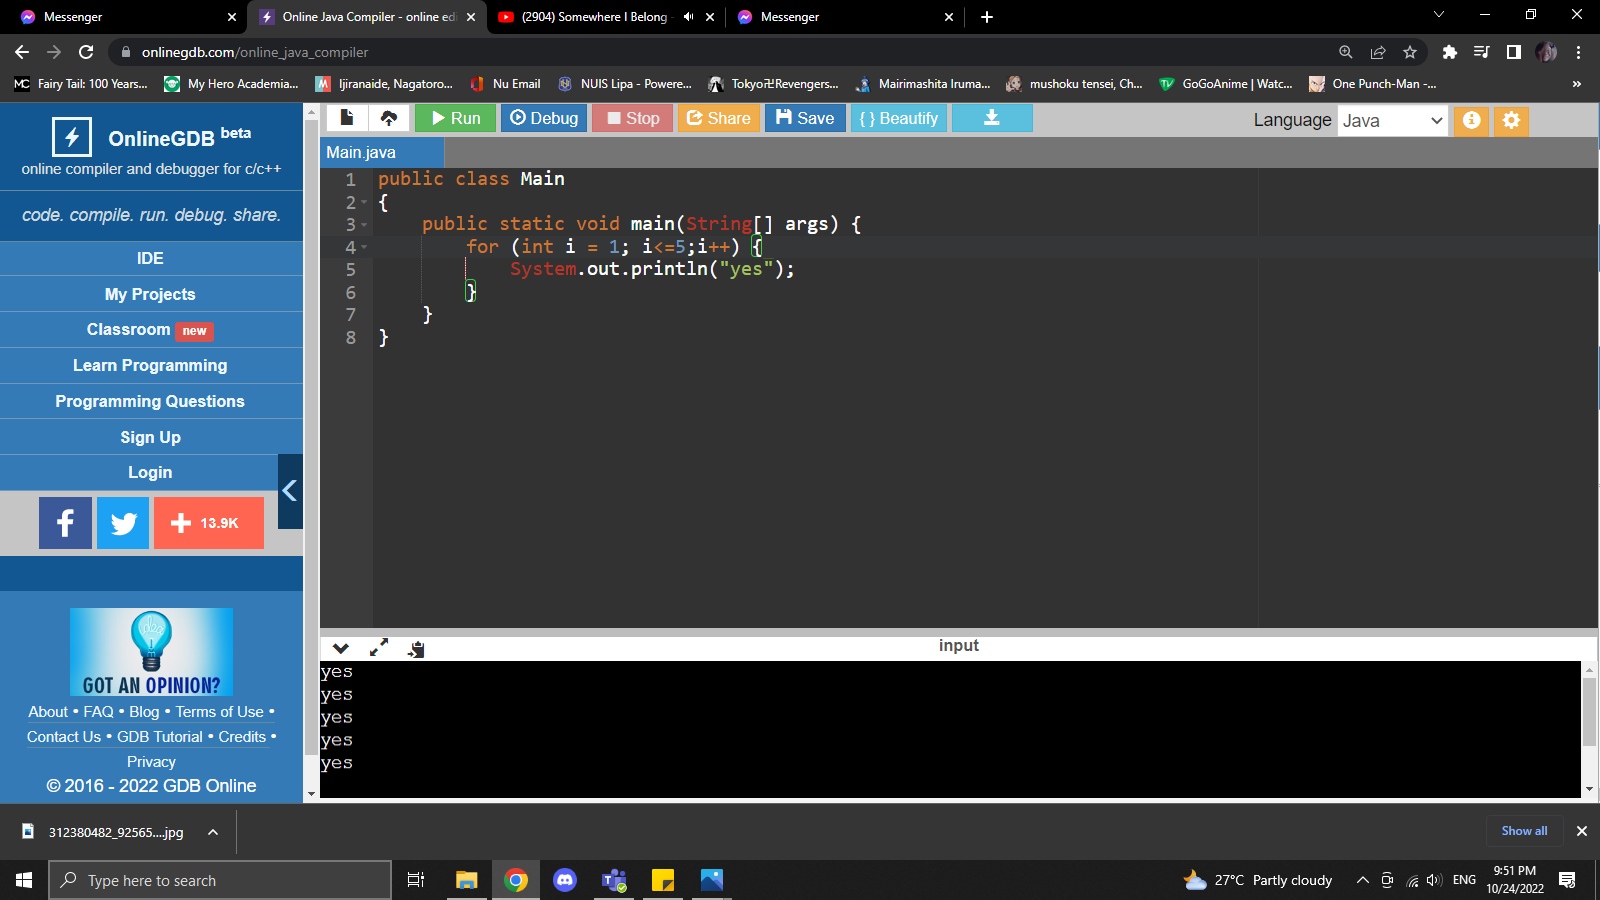 Messenger
Online Java Compiler - online edi
(2904) Somewhere I Belong -
Messenger
onlinegdb.com/online_java_compiler
MC Fairy Tail: 100 Years...
My Hero Academia...
M Ijiranaide, Nagatoro...
Nu Email
NUIS Lipa - Powere...
Tokyo卍Revengers...
Mairimashita Iruma...
mushoku tensei, Ch...
TV GoGoAnime | Watc...
One Punch-Man -...
»
OnlineGDB beta
online compiler and debugger for c/c++
code. compile. run. debug. share.
IDE
My Projects
Classroom new
Learn Programming
Programming Questions
Sign Up
Login
13.9K
GOT AN OPINION?
About • FAQ • Blog • Terms of Use •
Contact Us • GDB Tutorial • Credits •
Privacy
© 2016 - 2022 GDB Online
Run
Debug
Stop
Share
Save
{ } Beautify
Language Java
Main.java
1 public class Main
2 {
3 public static void main(String[] args) {
4 for (int i = 1; i<=5;i++) {
5 System.out.println("yes");
6 }
7 }
8 }
input
yes
yes
yes
yes
yes
312380482_92565....jpg
Show all
Type here to search
27°C Partly cloudy
ENG
9:51 PM
10/24/2022